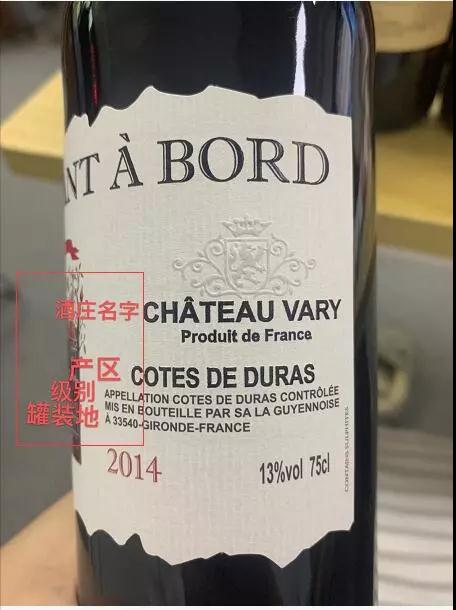 NT À BORD
酒庄名字
CHÂTEAU VARY
Produit de France
产区
COTES DE DURAS
级别
APPELLATION COTES DE DURAS CONTRÔLÉE
罐装地
MIS EN BOUTEILLE PAR SA LA GUYENNOISE
À 33540-GIRONDE-FRANCE
2014
13%vol 75cl
CONTAINS SULPHITES